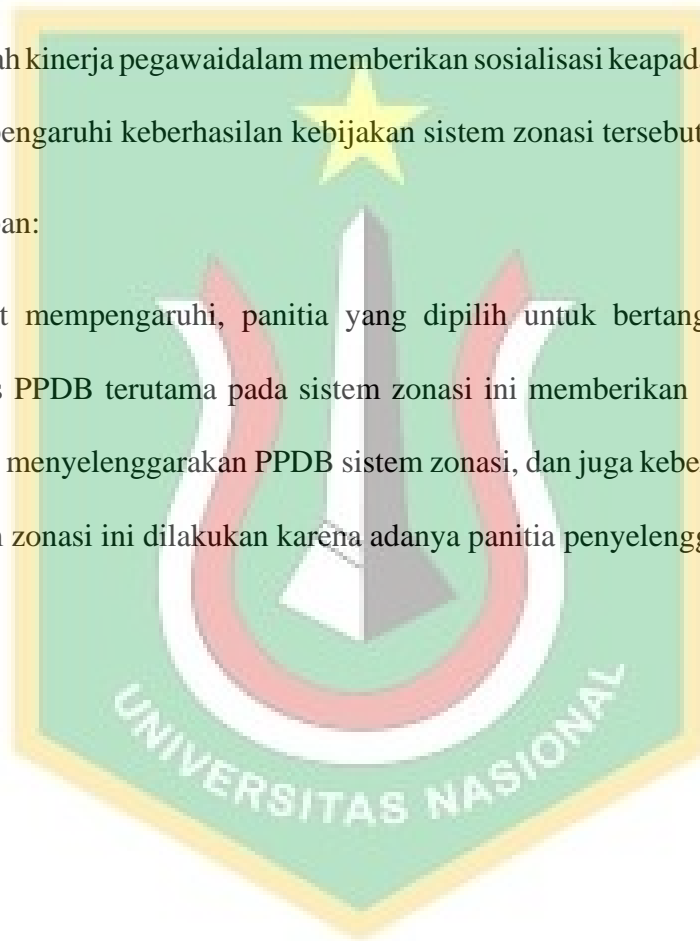 ah kinerja pegawaidalam memberikan sosialisasi keapad
pengaruhi keberhasilan kebijakan sistem zonasi tersebut
an:
t mempengaruhi, panitia yang dipilih untuk bertang
s PPDB terutama pada sistem zonasi ini memberikan
menyelenggarakan PPDB sistem zonasi, dan juga kebe
n zonasi ini dilakukan karena adanya panitia penyelengg
UNIVERSITAS NASIONAL